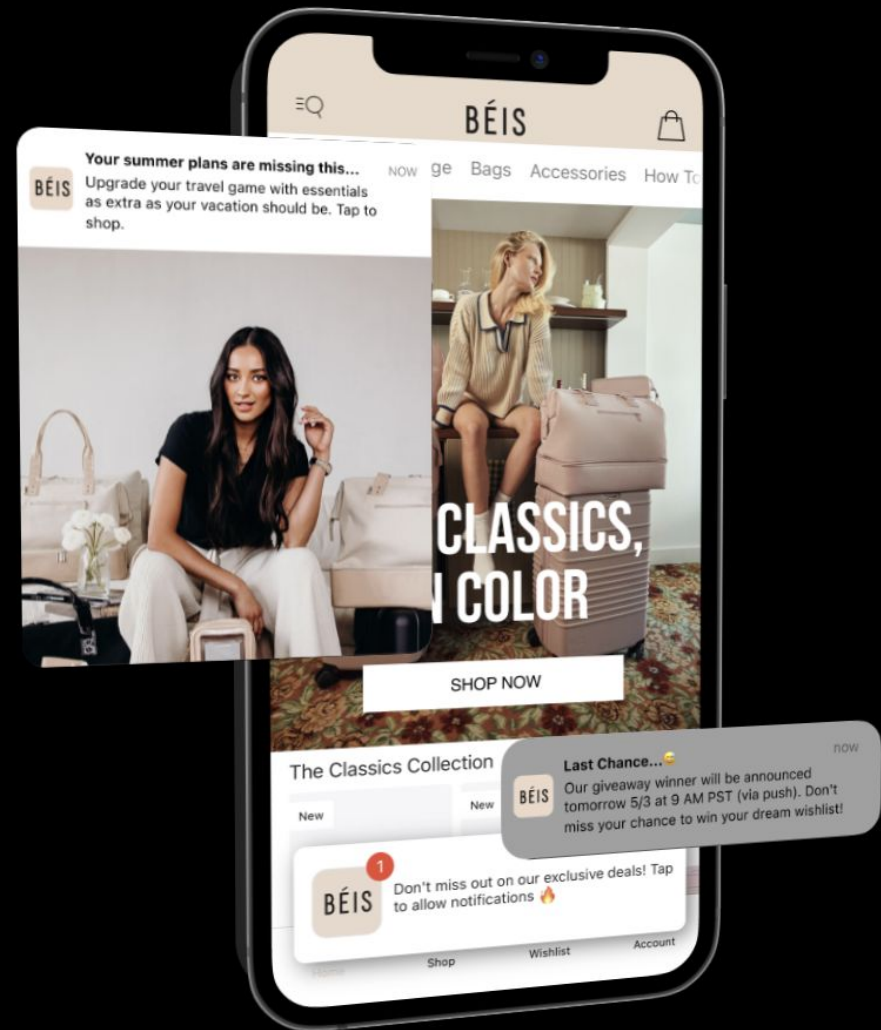 BÉIS
ge Bags Accessories How To
BÉIS
Your summer plans are missing this...
NOW
Upgrade your travel game with essentials
as extra as your vacation should be. Tap to
shop.
CLASSICS,
N COLOR
SHOP NOW
The Classics Collection
New
New
BÉIS
Last Chance...😅
now
Our giveaway winner will be announced
tomorrow 5/3 at 9 AM PST (via push). Don't
miss your chance to win your dream wishlist!
BÉIS
1
Don't miss out on our exclusive deals! Tap
to allow notifications 🔥
Home
Shop
Wishlist
Account